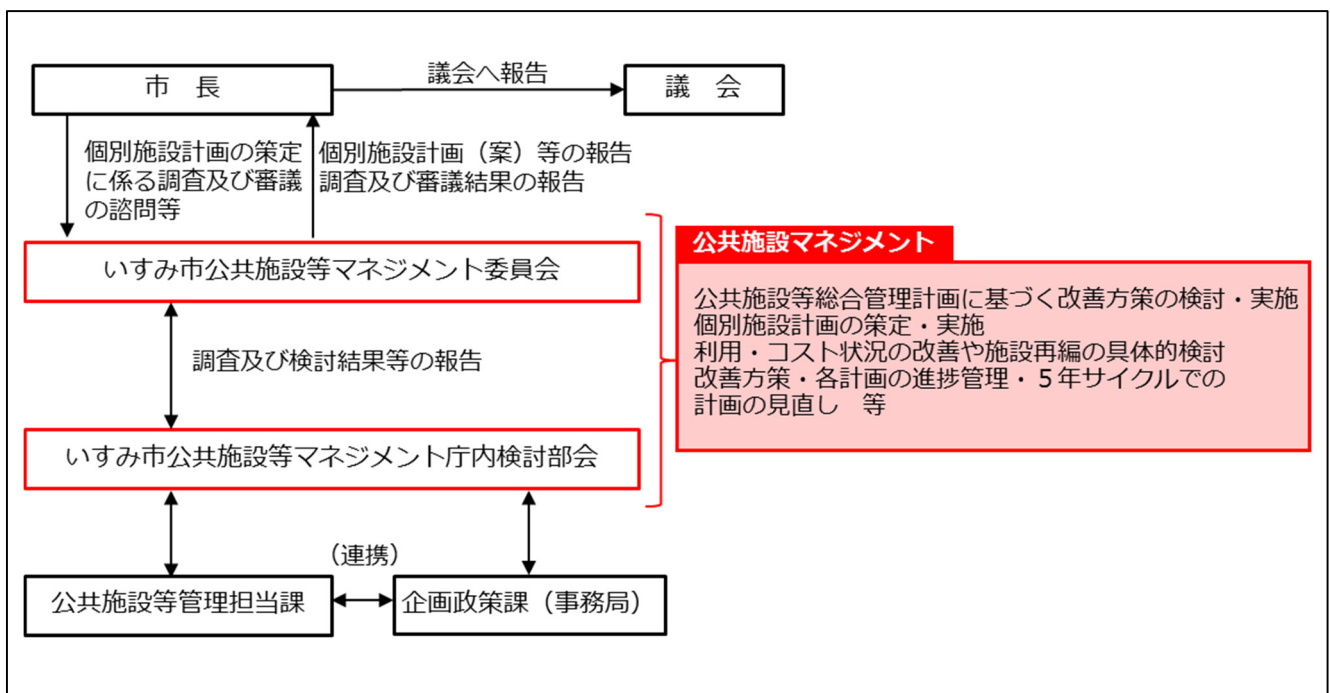 市　長
議会へ報告
議　会
個別施設計画の策定
に係る調査及び審議
の諮問等
個別施設計画（案）等の報告
調査及び審議結果の報告
いすみ市公共施設等マネジメント委員会
公共施設マネジメント
公共施設等総合管理計画に基づく改善方策の検討・実施
個別施設計画の策定・実施
利用・コスト状況の改善や施設再編の具体的検討
改善方策・各計画の進捗管理・５年サイクルでの
計画の見直し　等
調査及び検討結果等の報告
いすみ市公共施設等マネジメント庁内検討部会
（連携）
公共施設等管理担当課
企画政策課（事務局）